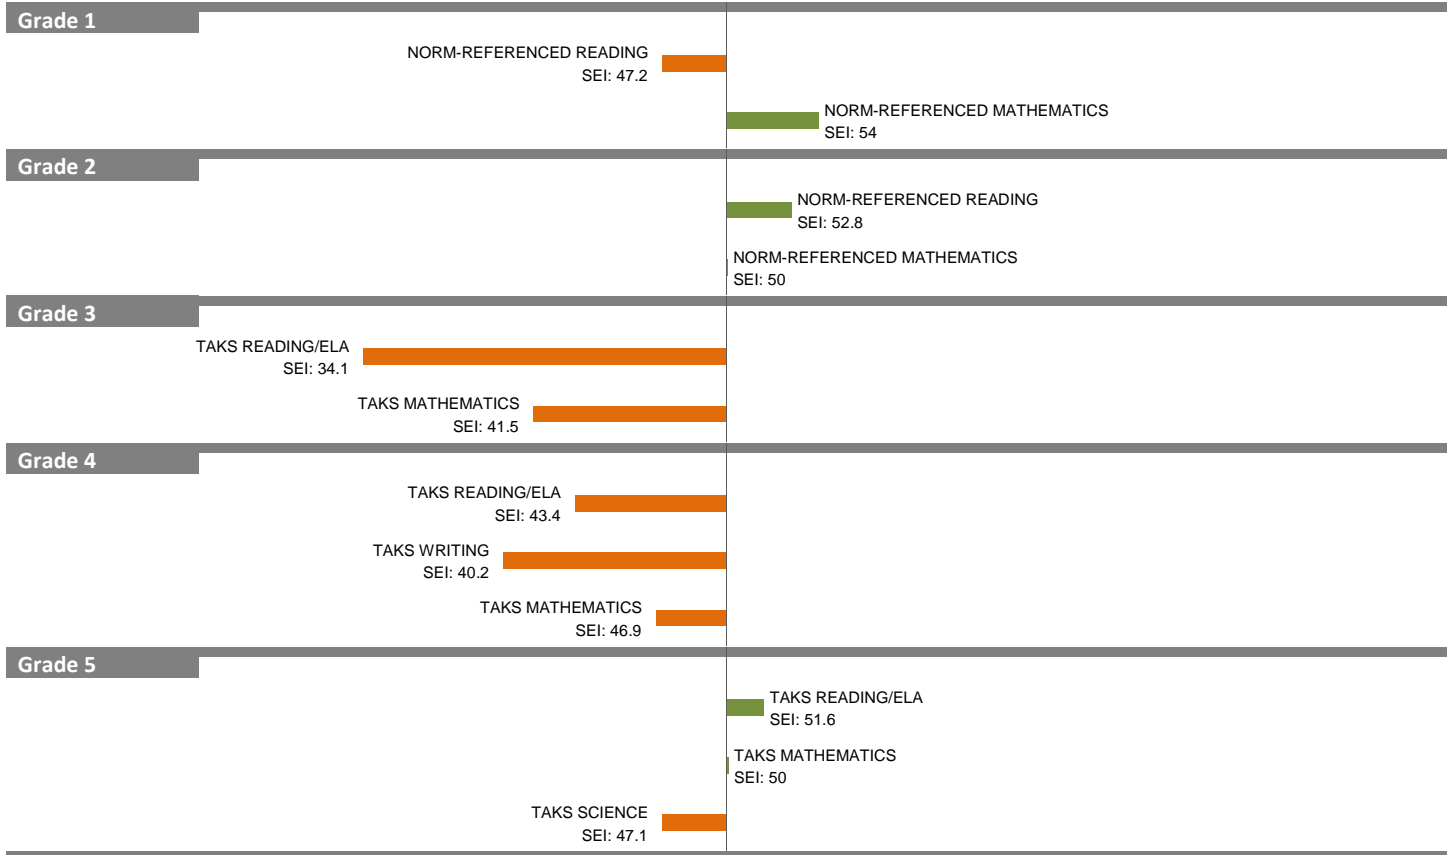 Grade 1
NORM-REFERENCED READING
SEI: 47.2
NORM-REFERENCED MATHEMATICS
SEI: 54
Grade 2
NORM-REFERENCED READING
SEI: 52.8
NORM-REFERENCED MATHEMATICS
SEI: 50
Grade 3
TAKS READING/ELA
SEI: 34.1
TAKS MATHEMATICS
SEI: 41.5
Grade 4
TAKS READING/ELA
SEI: 43.4
TAKS WRITING
SEI: 40.2
TAKS MATHEMATICS
SEI: 46.9
Grade 5
TAKS READING/ELA
SEI: 51.6
TAKS MATHEMATICS
SEI: 50
TAKS SCIENCE
SEI: 47.1